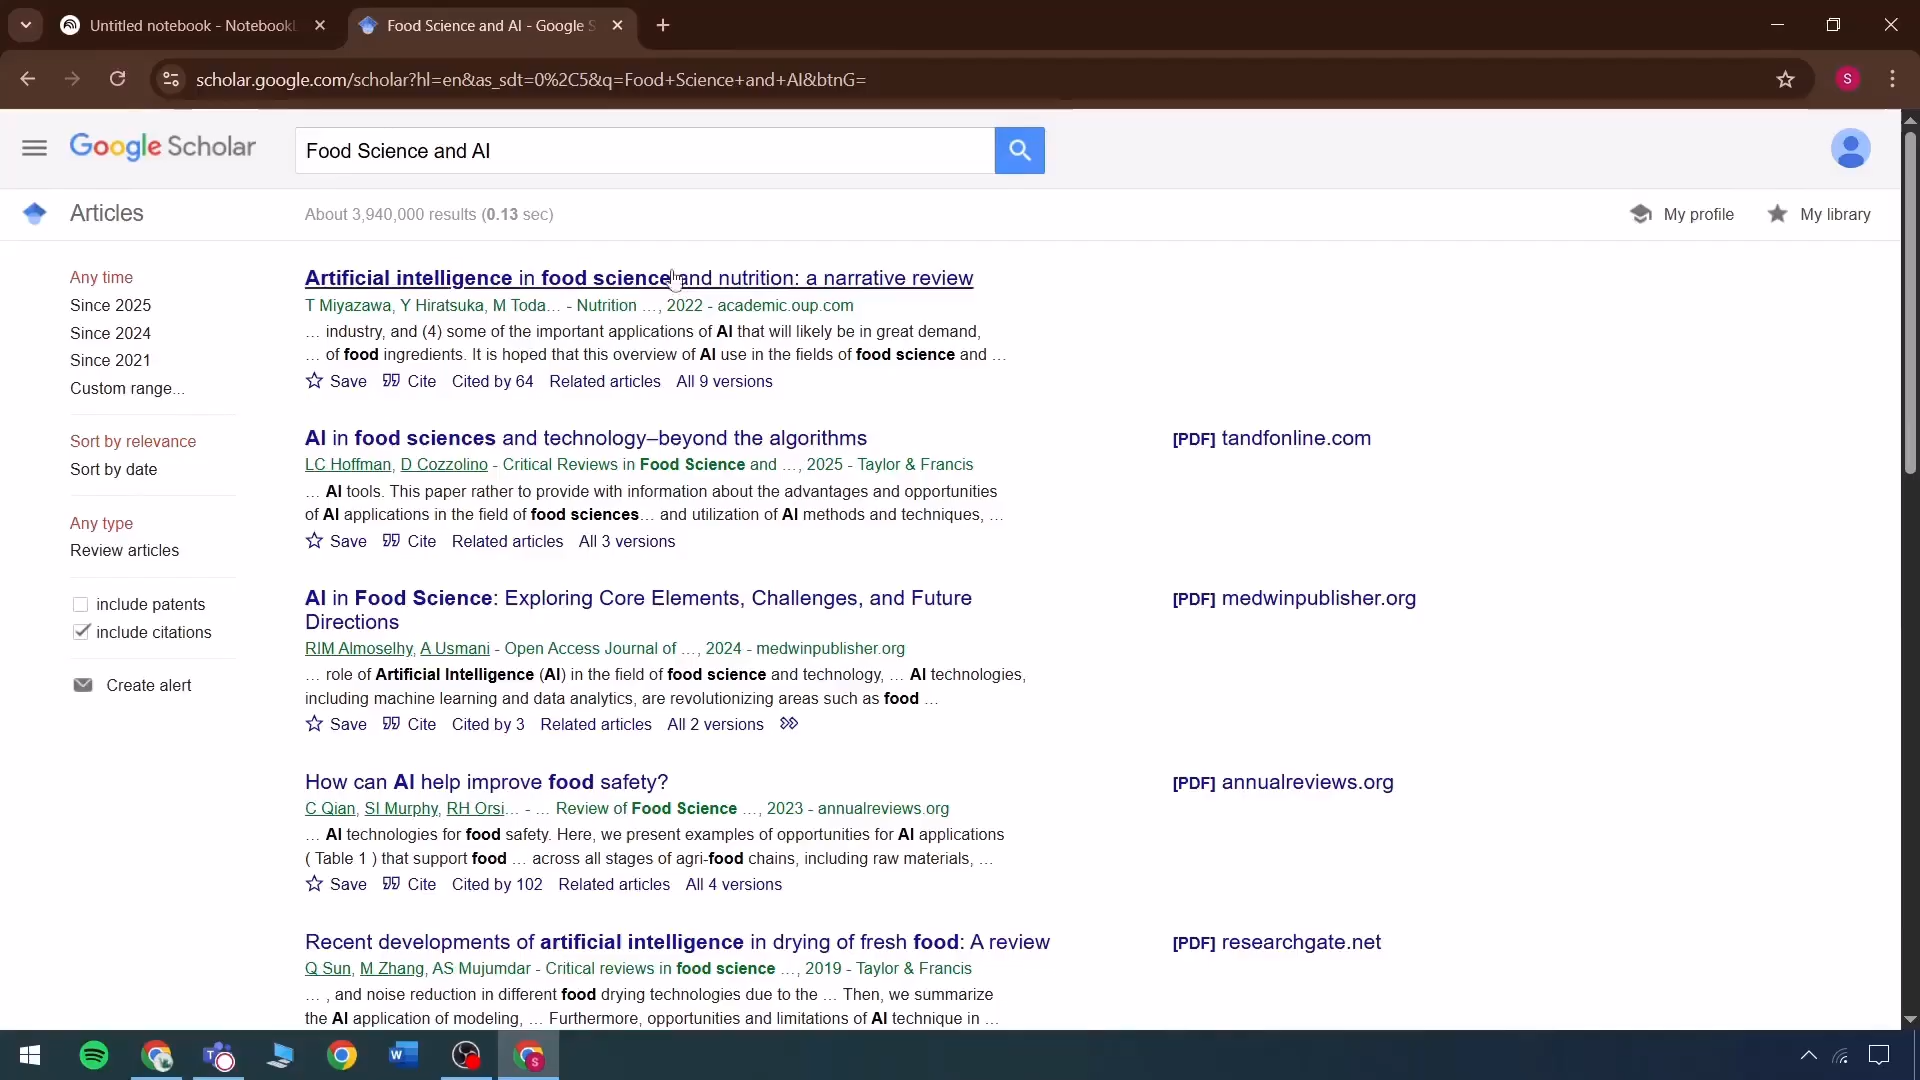 Untitled notebook - Notebookl
Food Science and AI - Google S
scholar.google.com/scholar?hl=en&as_sdt=0%2C5&q=Food+Science+and+AI&btnG=
S
Google Scholar
Food Science and AI
Articles
About 3,940,000 results (0.13 sec)
My profile
My library
Any time
Since 2025
Since 2024
Since 2021
Custom range...
Sort by relevance
Sort by date
Any type
Review articles
include patents
include citations
Create alert
Artificial intelligence in food science and nutrition: a narrative review
T Miyazawa, Y Hiratsuka, M Toda… - Nutrition …, 2022 - academic.oup.com
… industry, and (4) some of the important applications of AI that will likely be in great demand,
… of food ingredients. It is hoped that this overview of AI use in the fields of food science and …
Save Cite Cited by 64 Related articles All 9 versions
AI in food sciences and technology–beyond the algorithms
[PDF] tandfonline.com
LC Hoffman, D Cozzolino - Critical Reviews in Food Science and …, 2025 - Taylor & Francis
… AI tools. This paper rather to provide with information about the advantages and opportunities
of AI applications in the field of food sciences… and utilization of AI methods and techniques, …
Save Cite Related articles All 3 versions
AI in Food Science: Exploring Core Elements, Challenges, and Future
Directions
[PDF] medwinpublisher.org
RIM Almoselhy, A Usmani - Open Access Journal of …, 2024 - medwinpublisher.org
… role of Artificial Intelligence (AI) in the field of food science and technology, … AI technologies,
including machine learning and data analytics, are revolutionizing areas such as food …
Save Cite Cited by 3 Related articles All 2 versions
How can AI help improve food safety?
[PDF] annualreviews.org
C Qian, SI Murphy, RH Orsi… - … Review of Food Science …, 2023 - annualreviews.org
… AI technologies for food safety. Here, we present examples of opportunities for AI applications
( Table 1 ) that support food … across all stages of agri-food chains, including raw materials, …
Save Cite Cited by 102 Related articles All 4 versions
Recent developments of artificial intelligence in drying of fresh food: A review
[PDF] researchgate.net
Q Sun, M Zhang, AS Mujumdar - Critical reviews in food science …, 2019 - Taylor & Francis
… , and noise reduction in different food drying technologies due to the … Then, we summarize
the AI application of modeling, … Furthermore, opportunities and limitations of AI technique in …